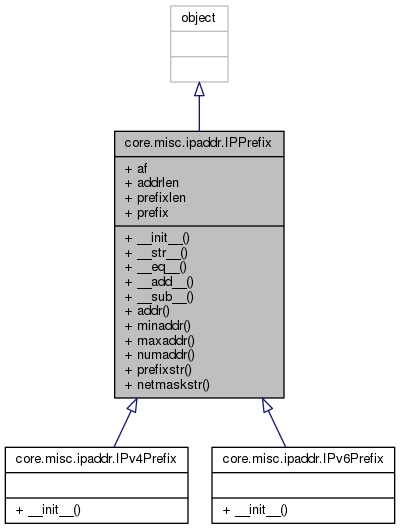 object
core.misc.ipaddr.IPPrefix
+ af
+ addrlen
+ prefixlen
+ prefix
+ __init__()
+ __str__()
+ __eq__()
+ __add__()
+ __sub__()
+ addr()
+ minaddr()
+ maxaddr()
+ numaddr()
+ prefixstr()
+ netmaskstr()
core.misc.ipaddr.IPv4Prefix
+ __init__()
core.misc.ipaddr.IPv6Prefix
+ __init__()